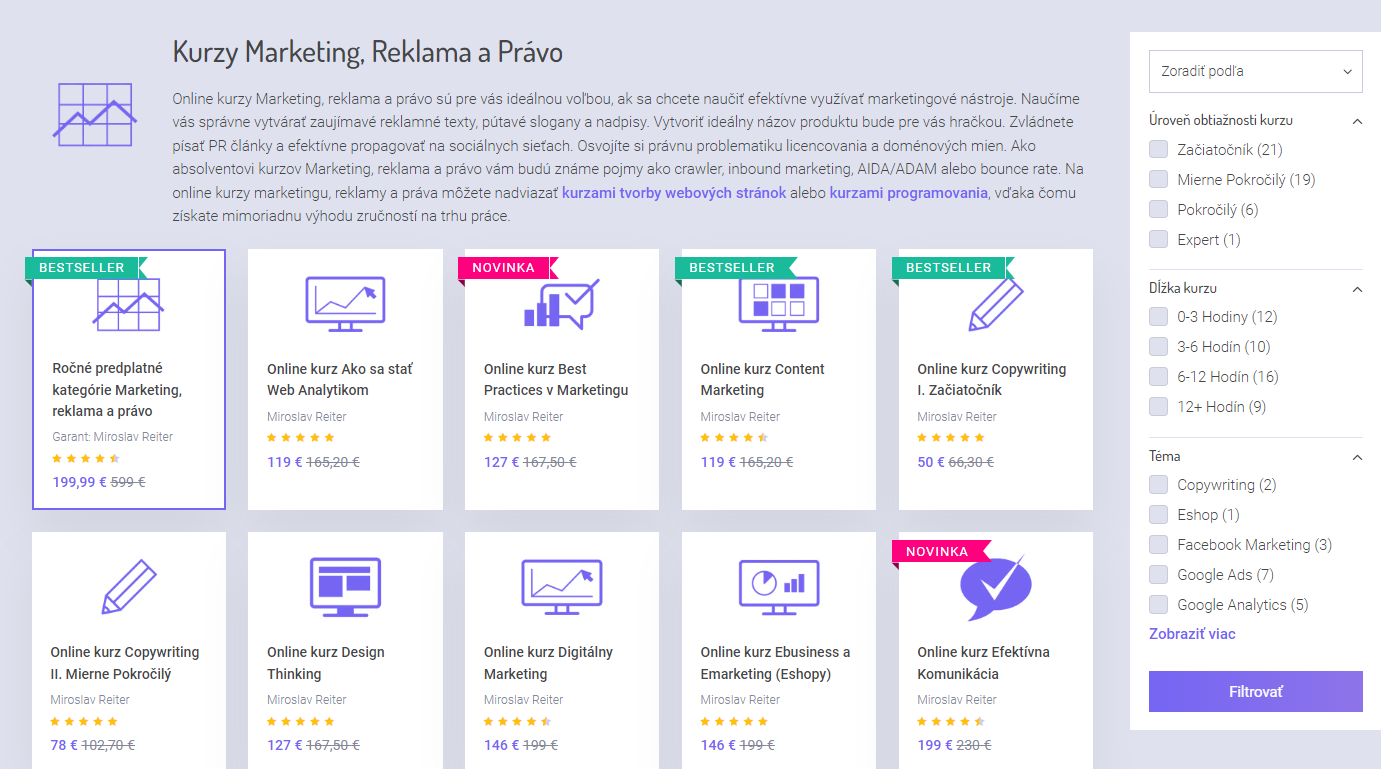 Kurzy Marketing, Reklama a Právo
Online kurzy Marketing, reklama a právo sú pre vás ideálnou voľbou, ak sa chcete naučiť efektívne využívať marketingové nástroje. Naučíme
vás správne vytvárať zaujímavé reklamné texty, pútavé slogany a nadpisy. Vytvoriť ideálny názov produktu bude pre vás hračkou. Zvládnete
písať PR články a efektívne propagovať na sociálnych sieťach. Osvojíte si právnu problematiku licencovania a doménových mien. Ako
absolventovi kurzov Marketing, reklama a právo vám budú známe pojmy ako crawler, inbound marketing, AIDA/ADAM alebo bounce rate. Na
online kurzy marketingu, reklamy a práva môžete nadviazať kurzami tvorby webových stránok alebo kurzami programovania, vďaka čomu
získate mimoriadnu výhodu zručností na trhu práce.
BESTSELLER
Ročné predplatné
kategórie Marketing,
reklama a právo
Garant: Miroslav Reiter
199,99 € 599 €
Online kurz Ako sa stať
Web Analytikom
Miroslav Reiter
119 € 165,20 €
NOVINKA
Online kurz Best
Practices v Marketingu
Miroslav Reiter
127 € 167,50 €
BESTSELLER
Online kurz Content
Marketing
Miroslav Reiter
119 € 165,20 €
BESTSELLER
Online kurz Copywriting
I. Začiatočník
Miroslav Reiter
50 € 66,30 €
Online kurz Copywriting
II. Mierne Pokročilý
Miroslav Reiter
78 € 102,70 €
Online kurz Design
Thinking
Miroslav Reiter
127 € 167,50 €
Online kurz Digitálny
Marketing
Miroslav Reiter
146 € 199 €
Online kurz Ebusiness a
Emarketing (Eshopy)
Miroslav Reiter
146 € 199 €
NOVINKA
Online kurz Efektívna
Komunikácia
Miroslav Reiter
199 € 230 €
Zoradiť podľa
Úroveň obtiažnosti kurzu
Začiatočník (21)
Mierne Pokročilý (19)
Pokročilý (6)
Expert (1)
Dĺžka kurzu
0-3 Hodiny (12)
3-6 Hodín (10)
6-12 Hodín (16)
12+ Hodín (9)
Téma
Copywriting (2)
Eshop (1)
Facebook Marketing (3)
Google Ads (7)
Google Analytics (5)
Zobraziť viac
Filtrovať